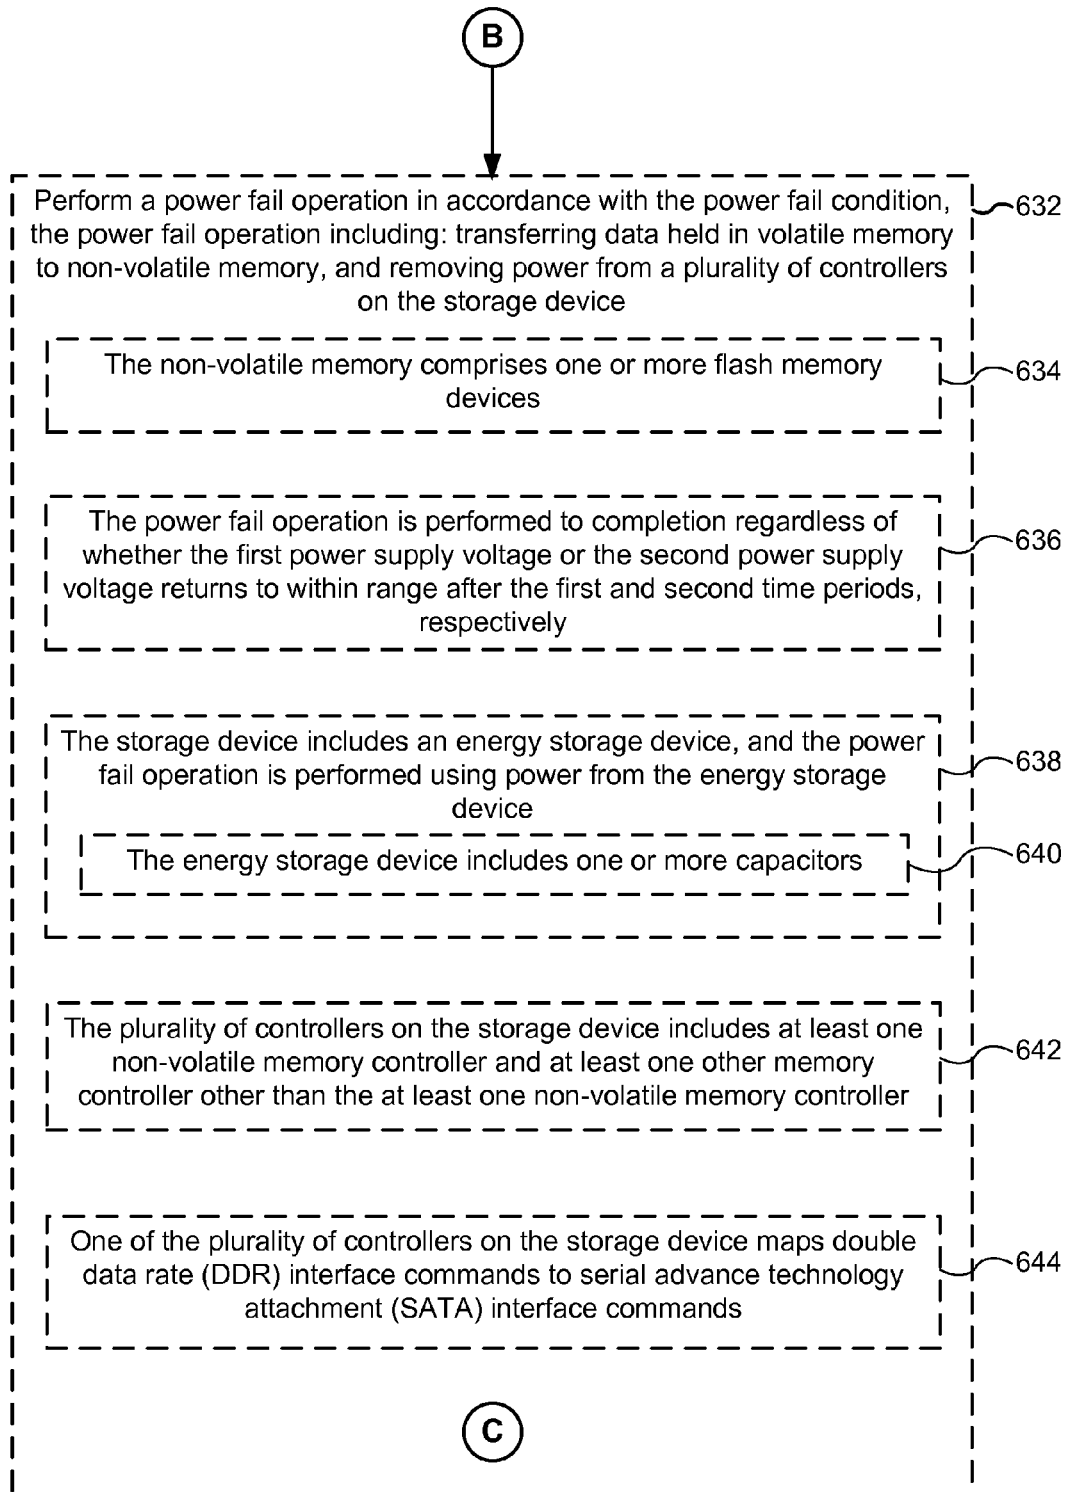 B
Perform a power fail operation in accordance with the power fail condition,
the power fail operation including: transferring data held in volatile memory
to non-volatile memory, and removing power from a plurality of controllers
on the storage device
632
The non-volatile memory comprises one or more flash memory
devices
634
The power fail operation is performed to completion regardless of
whether the first power supply voltage or the second power supply
voltage returns to within range after the first and second time periods,
respectively
636
The storage device includes an energy storage device, and the power
fail operation is performed using power from the energy storage
device
638
The energy storage device includes one or more capacitors
640
The plurality of controllers on the storage device includes at least one
non-volatile memory controller and at least one other memory
controller other than the at least one non-volatile memory controller
642
One of the plurality of controllers on the storage device maps double
data rate (DDR) interface commands to serial advance technology
attachment (SATA) interface commands
644
C